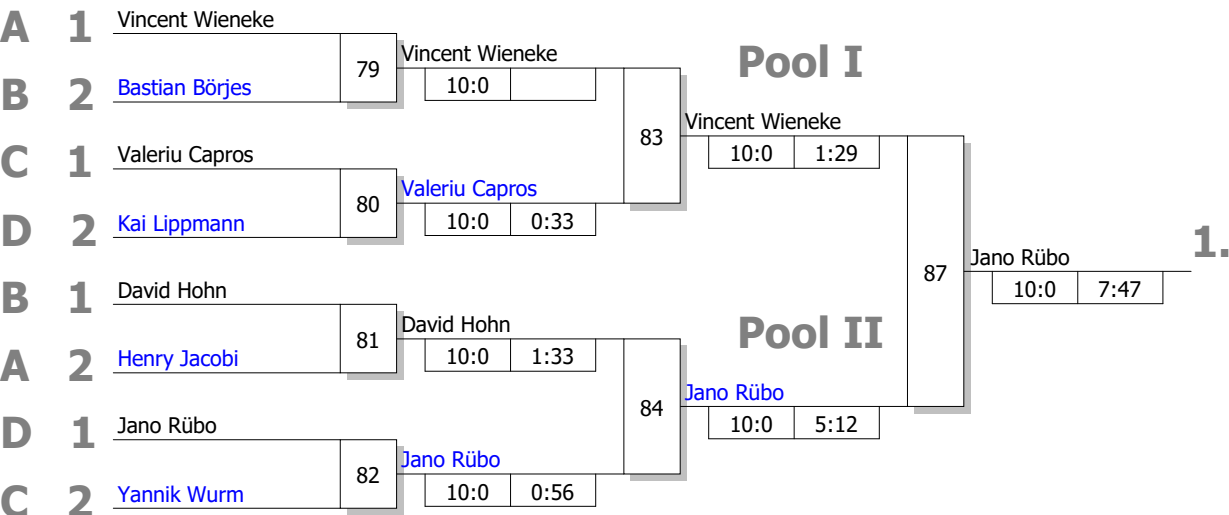 A 1 Vincent Wieneke
79
Vincent Wieneke
10:0
B 2 Bastian Börjes
Pool I
83
Vincent Wieneke
10:0 1:29
C 1 Valeriu Capros
80
Valeriu Capros
10:0 0:33
D 2 Kai Lippmann
87
Jano Rübo
10:0 7:47
1.
B 1 David Hohn
81
David Hohn
10:0 1:33
A 2 Henry Jacobi
Pool II
84
Jano Rübo
10:0 5:12
D 1 Jano Rübo
82
Jano Rübo
10:0 0:56
C 2 Yannik Wurm